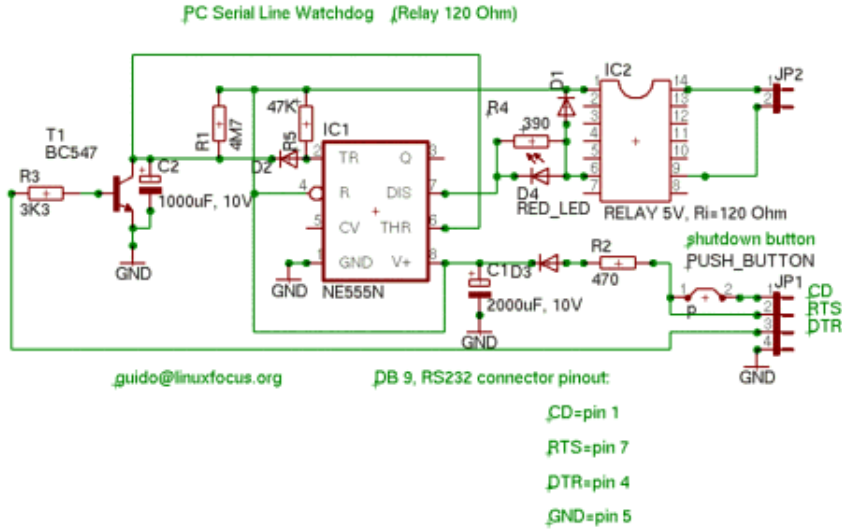 PC Serial Line Watchdog (Relay 120 Ohm)
IC2
D1
JP2
1
2
1
2
3
4
5
6
7
14
13
12
11
10
9
8
R4
390
47K
R1
4M7
R5
IC1
T1
BC547
C2
D2
2
TR
Q
3
R3
3K3
1000uF, 10V
4
R
DIS
7
D4
RED_LED
RELAY 5V, Ri=120 Ohm
5
CV
THR
6
shutdown button
PUSH_BUTTON
R2
470
GND
1
GND
V+
8
GND
NE555N
C1
D3
2000uF, 10V
GND
1
2
p
JP1
1
2
3
4
CD
RTS
DTR
GND
guido@linuxfocus.org
DB 9, RS232 connector pinout:
CD=pin 1
RTS=pin 7
DTR=pin 4
GND=pin 5